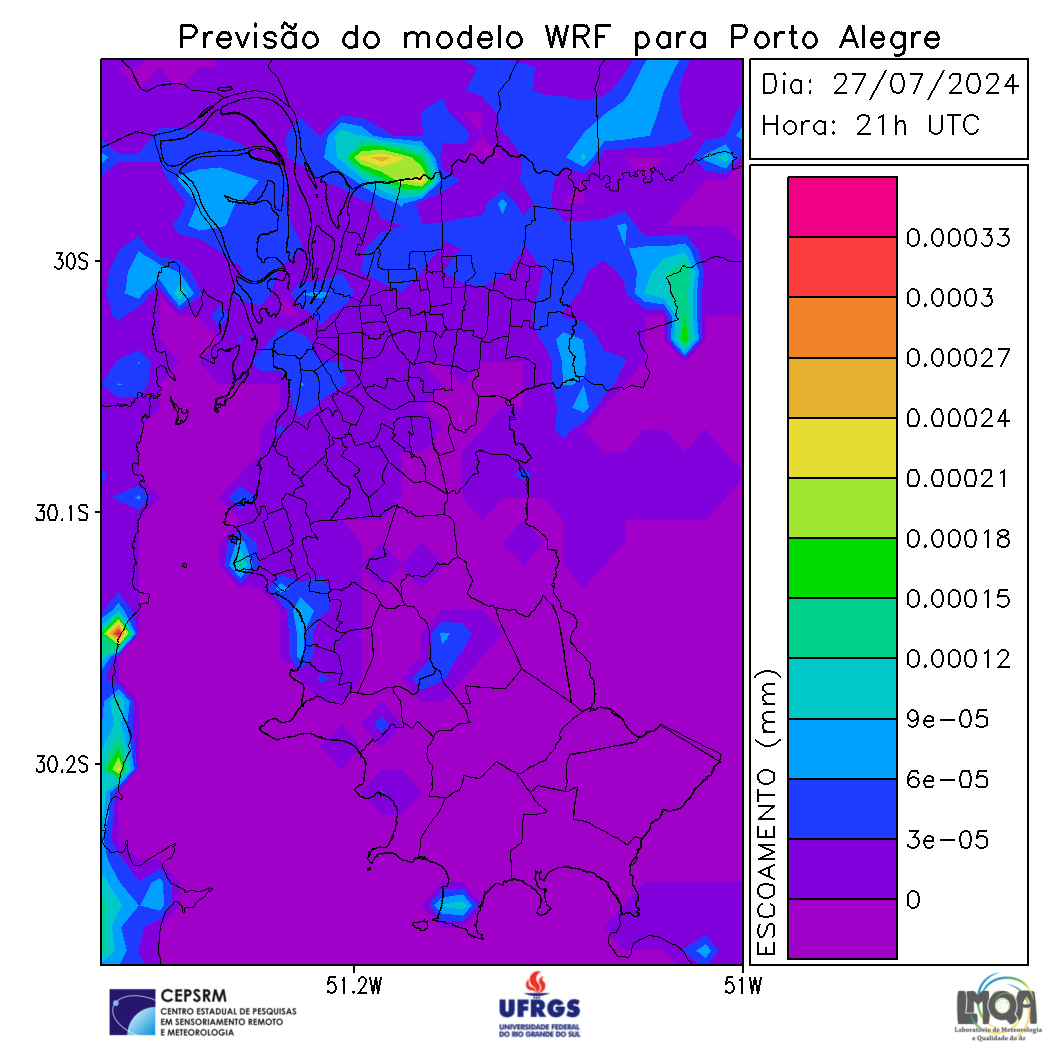 Previsão do modelo WRF para Porto Alegre
Dia: 27/07/2024
Hora: 21h UTC
0.00033
0.0003
0.00027
0.00024
0.00021
0.00018
0.00015
0.00012
9e-05
6e-05
3e-05
0
ESCOAMENTO (mm)
30S
30.1S
30.2S
51.2W
51W
CEPSRM
CENTRO ESTADUAL DE PESQUISAS
EM SENSORIAMENTO REMOTO
E METEOROLOGIA
UFRGS
UNIVERSIDADE FEDERAL
DO RIO GRANDE DO SUL
LMQA
Laboratório de Meteorologia
e Qualidade do Ar